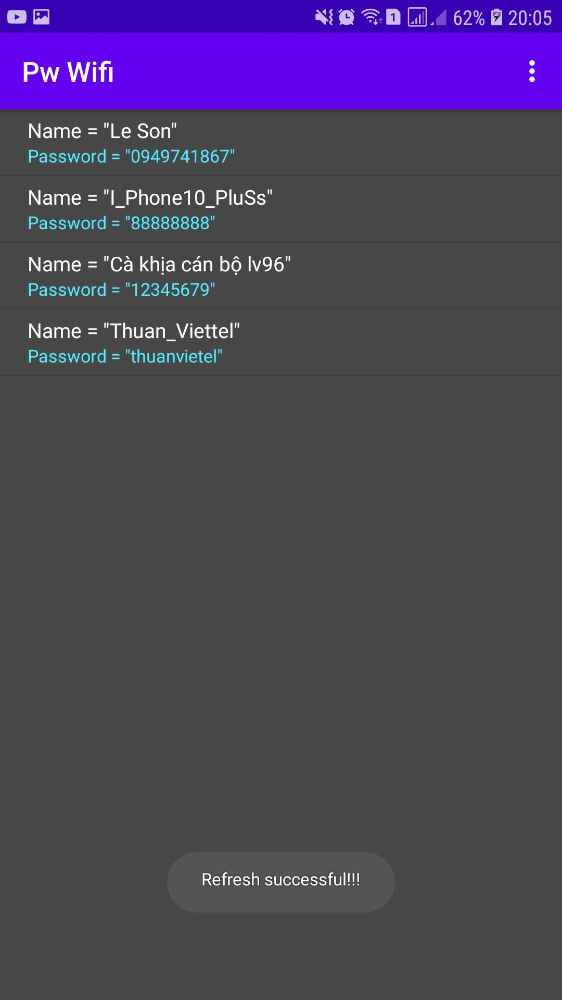 62% 20:05
Pw Wifi
Name = "Le Son"
Password = "0949741867"
Name = "I_Phone10_PluSs"
Password = "88888888"
Name = "Cà khịa cán bộ lv96"
Password = "12345679"
Name = "Thuan_Viettel"
Password = "thuanvietel"
Refresh successful!!!